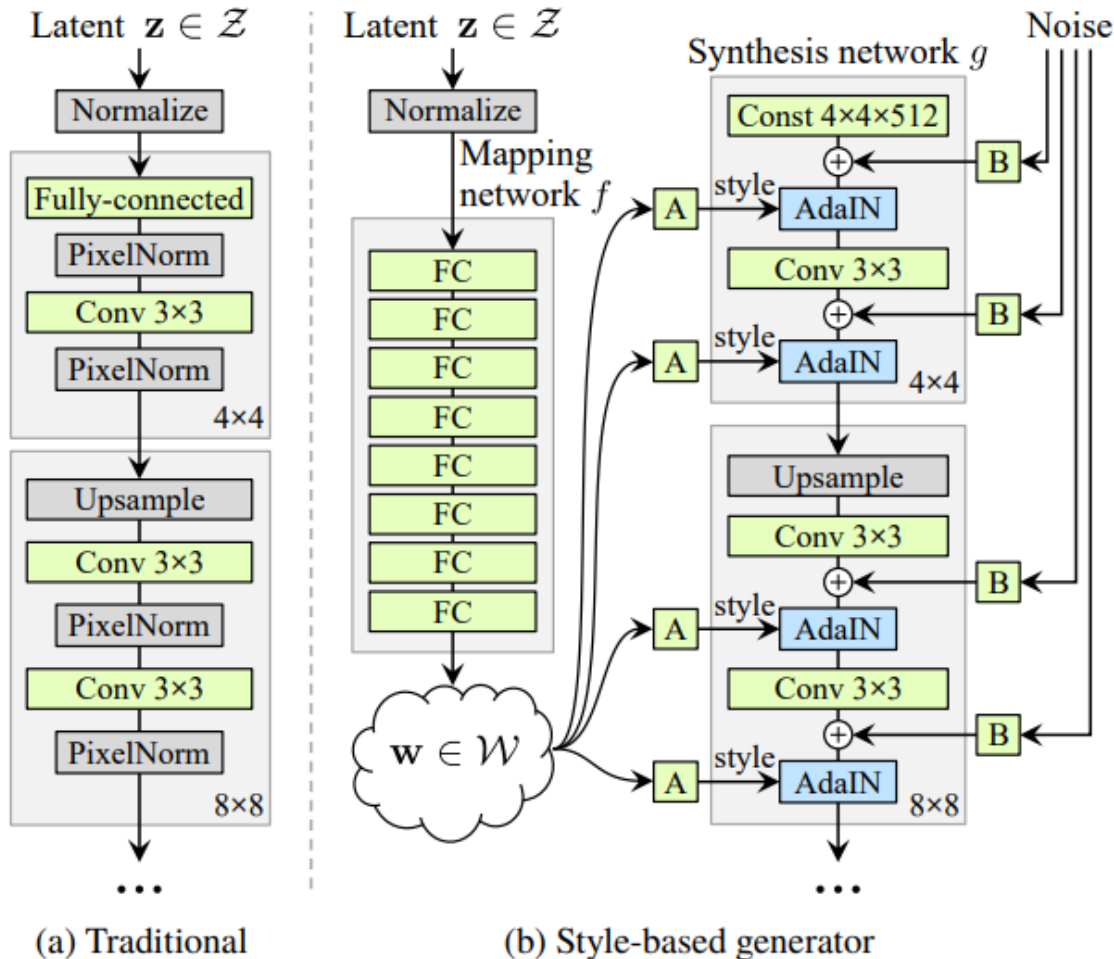 Latent z ∈ 𝒵
Normalize
Fully-connected
PixelNorm
Conv 3×3
PixelNorm
4×4
Upsample
Conv 3×3
PixelNorm
Conv 3×3
PixelNorm
8×8
...
(a) Traditional
Latent z ∈ 𝒵
Normalize
Mapping
network f
FC
FC
FC
FC
FC
FC
FC
FC
w ∈ 𝒲
A
style
A
style
A
style
A
style
Synthesis network g
Const 4×4×512
+
AdaIN
Conv 3×3
+
AdaIN
4×4
Upsample
Conv 3×3
+
AdaIN
Conv 3×3
+
AdaIN
8×8
...
Noise
B
B
B
B
(b) Style-based generator